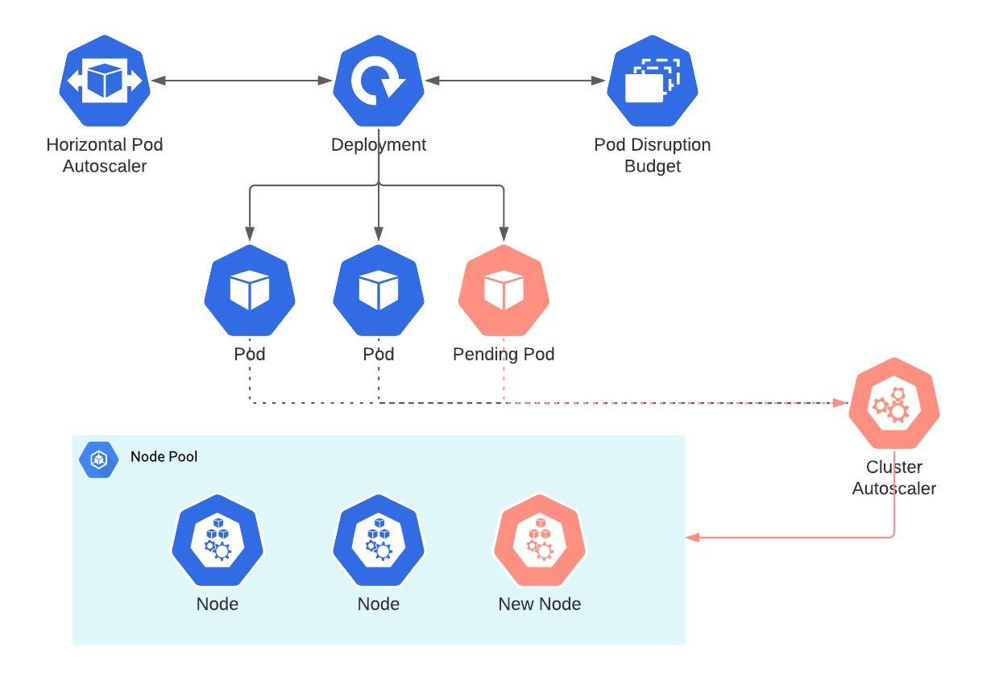 Horizontal Pod
Autoscaler
Deployment
Pod Disruption
Budget
Pod
Pod
Pending Pod
Cluster
Autoscaler
Node Pool
Node
Node
New Node